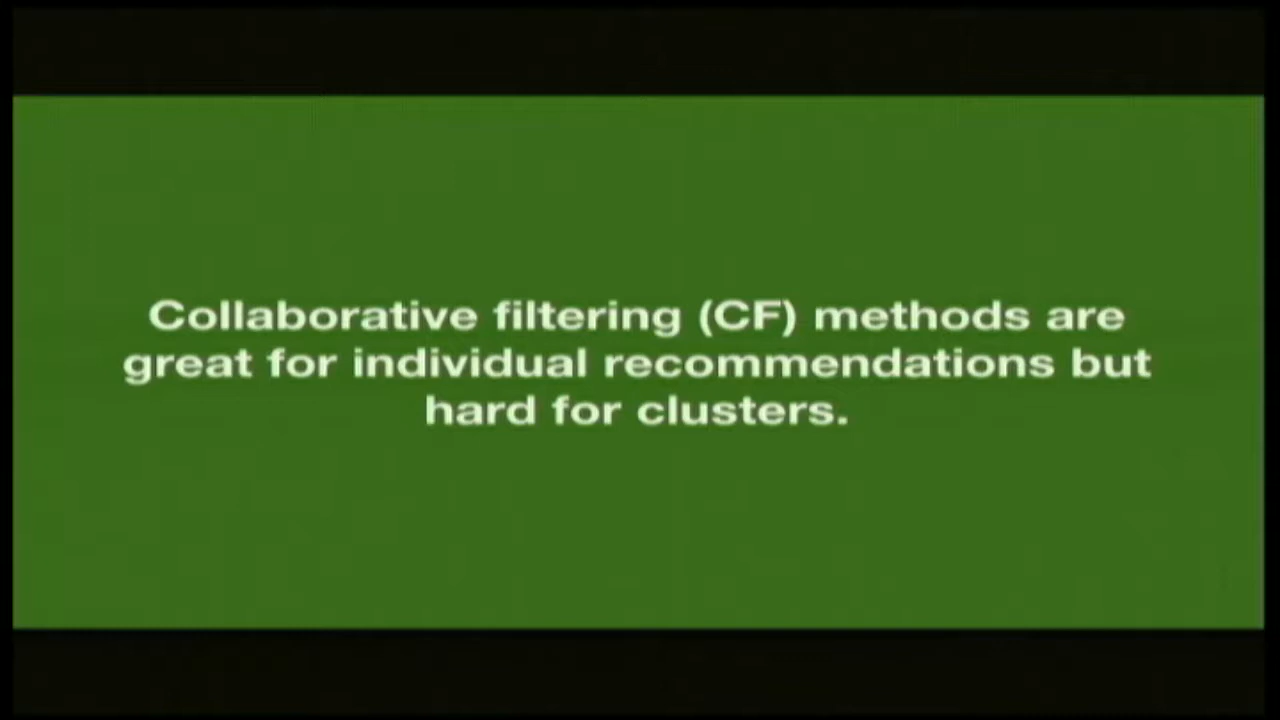 Collaborative filtering (CF) methods are
great for individual recommendations but
hard for clusters.